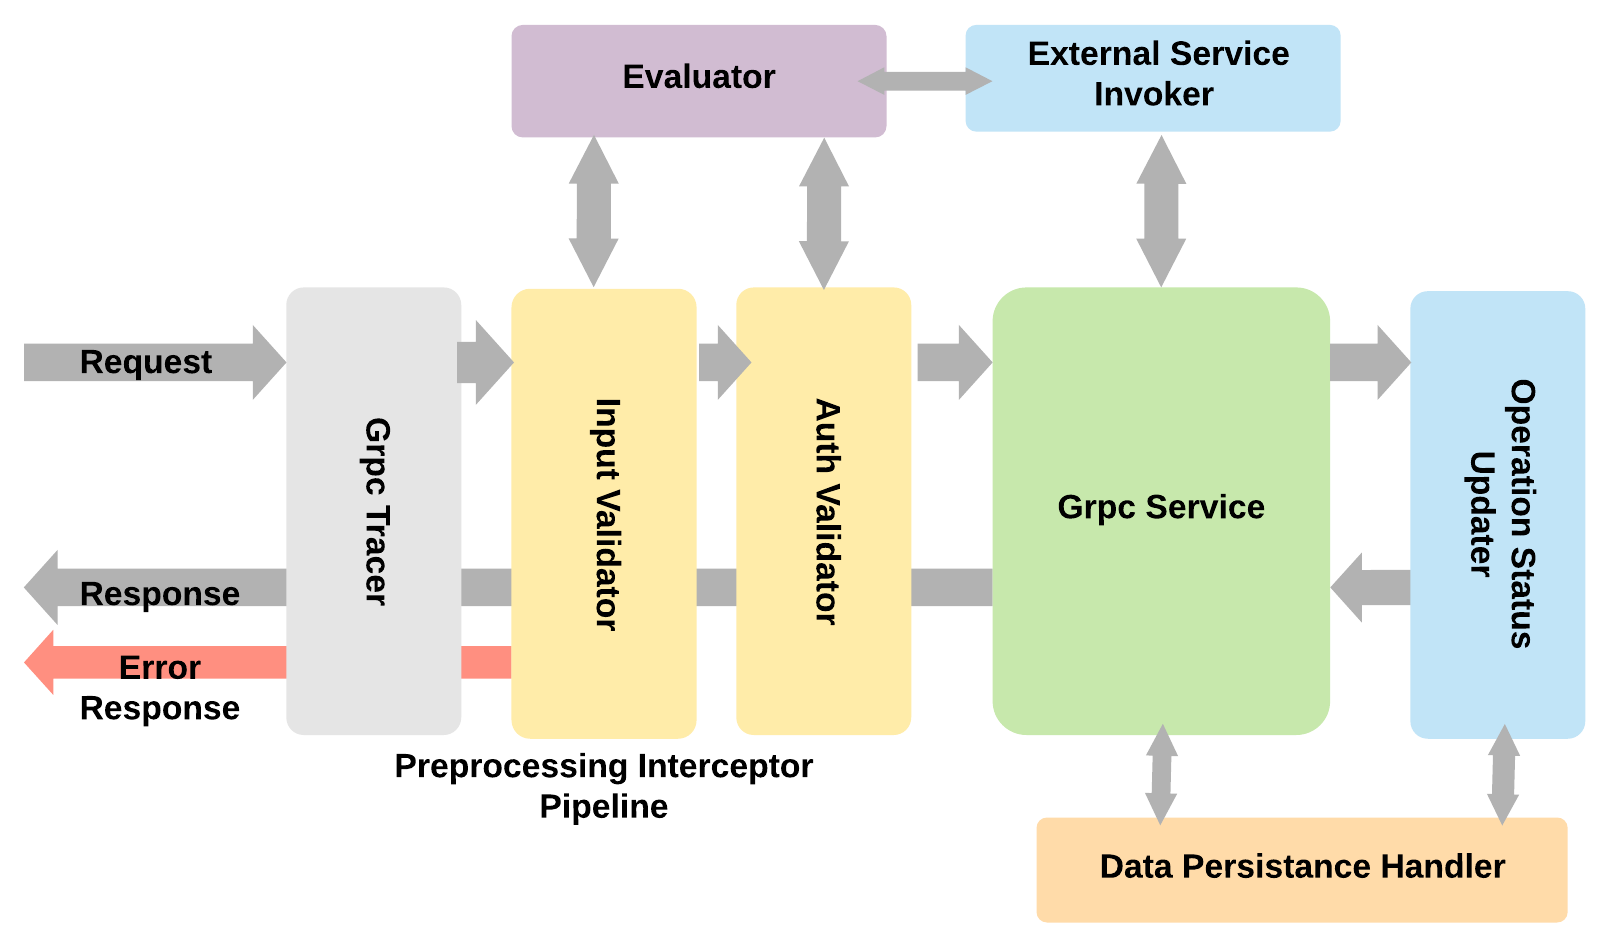 Evaluator
External Service
Invoker
Request
Grpc Tracer
Input Validator
Auth Validator
Grpc Service
Operation Status
Updater
Response
Error
Response
Preprocessing Interceptor
Pipeline
Data Persistance Handler